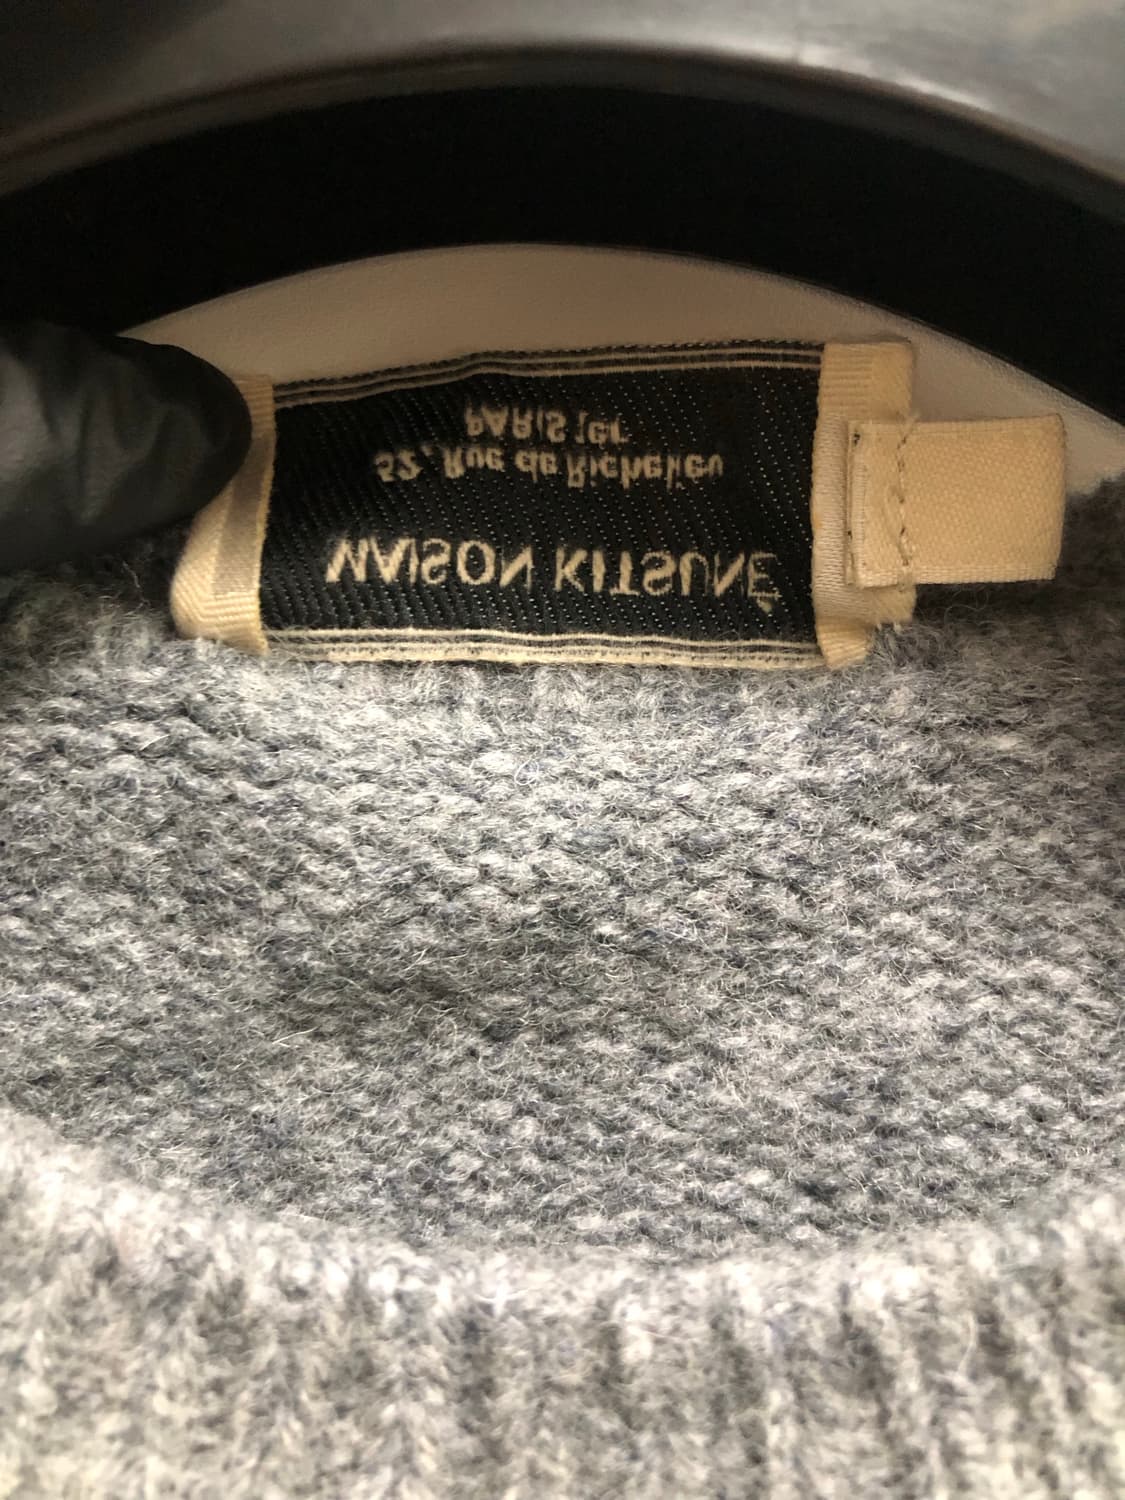 MAISON KITSUNÉ
52, Rue de Richelieu
PARIS 1er